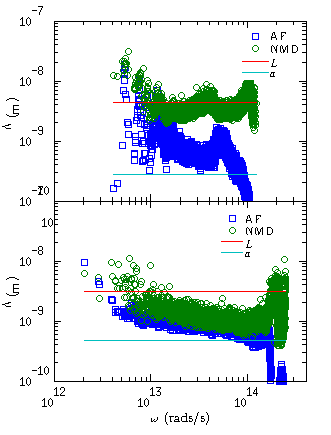 10^-7
AF
NMD
L
a
10^-8
Λ (m)
10^-9
10^-10
AF
NMD
L
a
10^-8
Λ (m)
10^-9
10^-10
10^12 10^13 10^14
ω (rads/s)